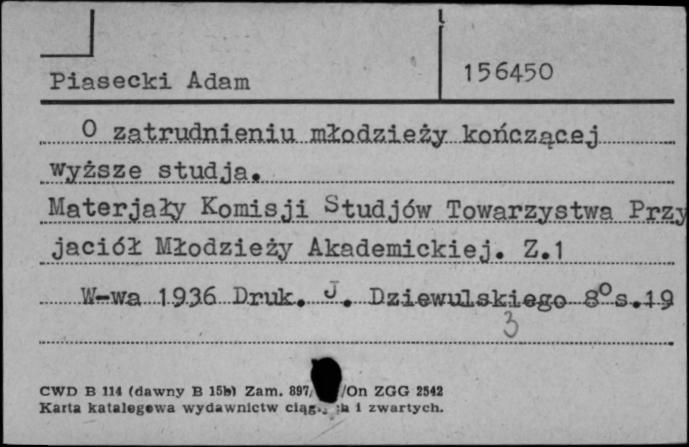 Piasecki Adam 156450
O zatrudnieniu młodzieży kończącej
wyższe studja.
Materjały Komisji Studjów Towarzystwa Przy
jaciół Młodzieży Akademickiej. Z.1
W-wa 1936 Druk. J. Dziewulskiego 8° s.19
3
CWD B 114 (dawny B 15b) Zam. 897/ /On ZGG 2542
Karta katalogowa wydawnictw i zwartych.